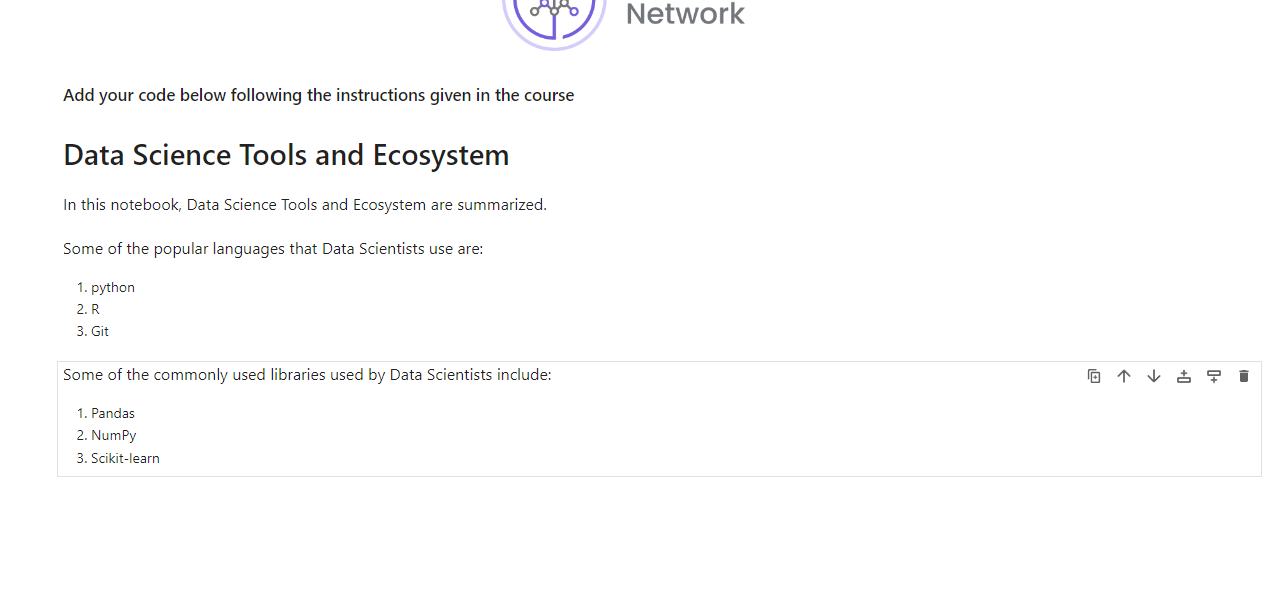 Network
Add your code below following the instructions given in the course
Data Science Tools and Ecosystem
In this notebook, Data Science Tools and Ecosystem are summarized.
Some of the popular languages that Data Scientists use are:
1. python
2. R
3. Git
Some of the commonly used libraries used by Data Scientists include:
1. Pandas
2. NumPy
3. Scikit-learn